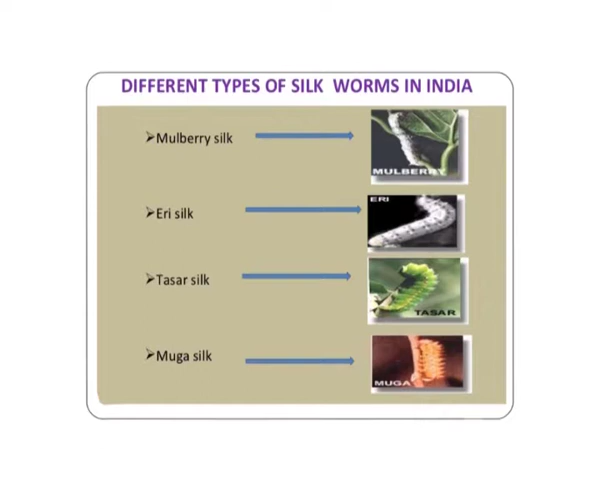 DIFFERENT TYPES OF SILK WORMS IN INDIA
➢Mulberry silk
MULBERRY
➢Eri silk
ERI
➢Tasar silk
TASAR
➢Muga silk
MUGA